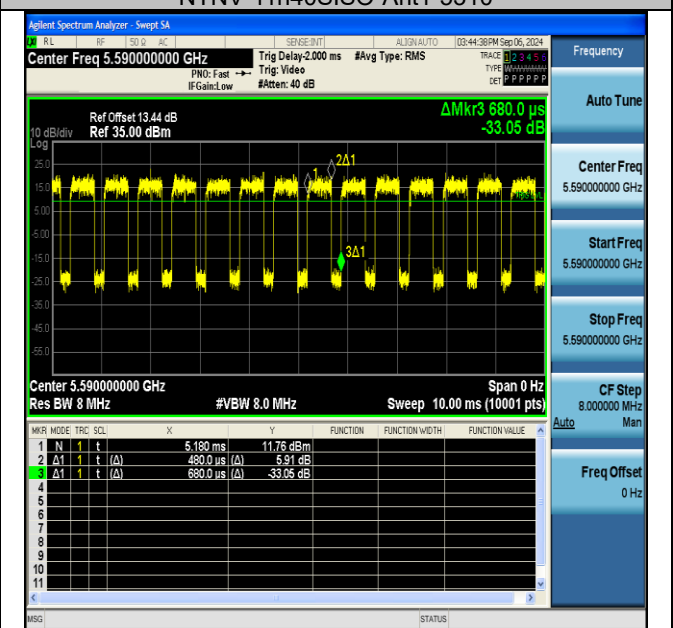 Agilent Spectrum Analyzer - Swept SA
RL RF 50 Ω AC SENSE:INT ALIGN AUTO 03:44:38 PM Sep 06, 2024
Center Freq 5.590000000 GHz Trig Delay-2.000 ms #Avg Type: RMS TRACE 1 2 3 4 5 6
PNO: Fast Trig: Video TYPE
IFGain:Low #Atten: 40 dB DET P P P P P P
Frequency
Auto Tune
ΔMkr3 680.0 µs
Ref Offset 13.44 dB
10 dB/div Ref 35.00 dBm -33.05 dB
Log
25.0
15.0
5.00
-5.00
-15.0
-25.0
-35.0
-45.0
-55.0
1
2Δ1
3Δ1
Center 5.590000000 GHz Span 0 Hz
Res BW 8 MHz #VBW 8.0 MHz Sweep 10.00 ms (10001 pts)
MKR MODE TRC SCL X Y FUNCTION FUNCTION WIDTH FUNCTION VALUE
1 N 1 t 5.180 ms 11.76 dBm
2 Δ1 1 t (Δ) 480.0 µs (Δ) 5.91 dB
3 Δ1 1 t (Δ) 680.0 µs (Δ) -33.05 dB
4
5
6
7
8
9
10
11
Center Freq
5.590000000 GHz
Start Freq
5.590000000 GHz
Stop Freq
5.590000000 GHz
CF Step
8.000000 MHz
Auto Man
Freq Offset
0 Hz
MSG STATUS